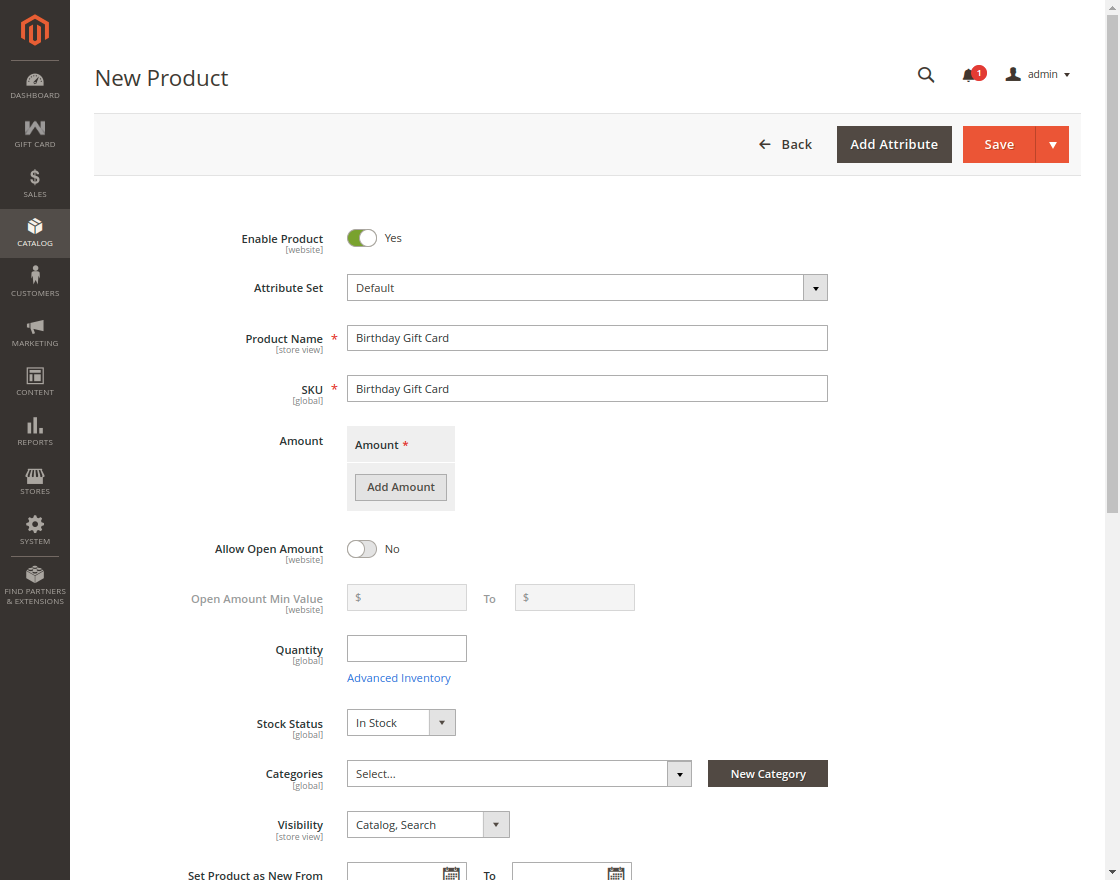 New Product
1
admin
Back
Add Attribute
Save
DASHBOARD
GIFT CARD
SALES
CATALOG
CUSTOMERS
MARKETING
CONTENT
REPORTS
STORES
SYSTEM
FIND PARTNERS
& EXTENSIONS
Enable Product
[website]
Yes
Attribute Set
Default
Product Name *
[store view]
Birthday Gift Card
SKU *
[global]
Birthday Gift Card
Amount
Amount *
Add Amount
Allow Open Amount
[website]
No
Open Amount Min Value
[website]
$ To $
Quantity
[global]
Advanced Inventory
Stock Status
[global]
In Stock
Categories
[global]
Select...
New Category
Visibility
[store view]
Catalog, Search
Set Product as New From
To